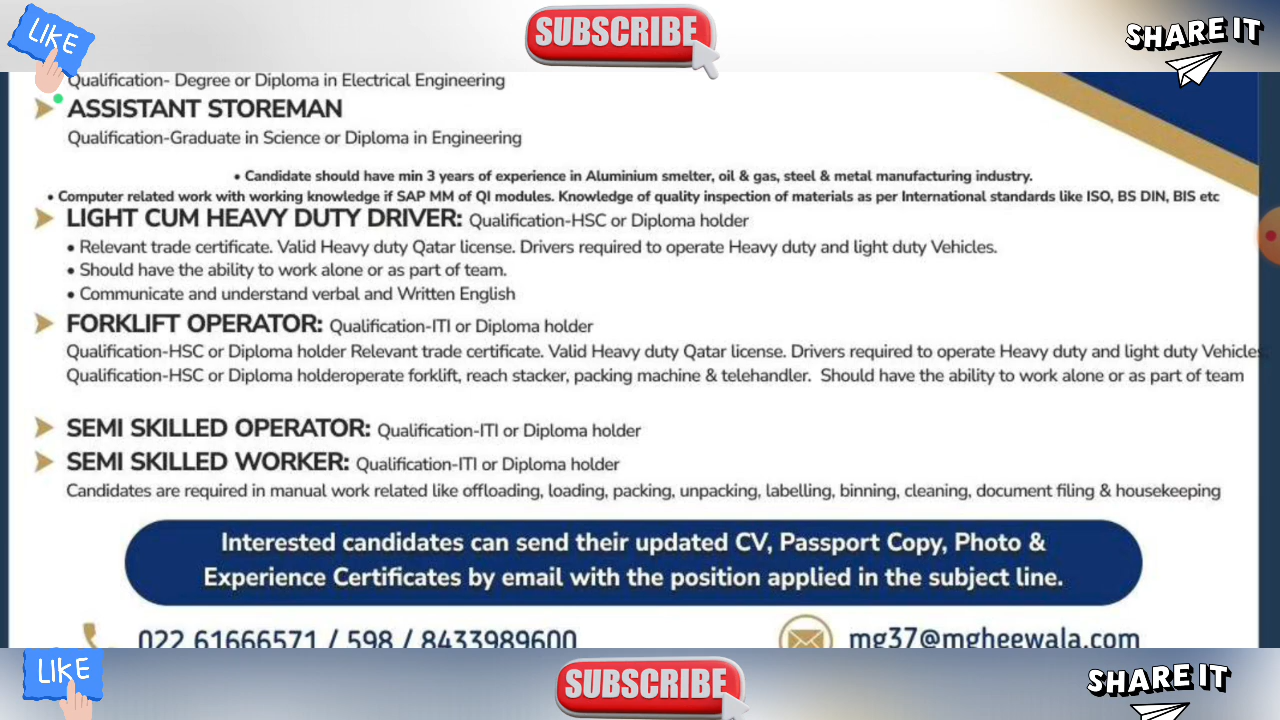 LIKE
SUBSCRIBE
SHARE IT
Qualification- Degree or Diploma in Electrical Engineering
ASSISTANT STOREMAN
Qualification-Graduate in Science or Diploma in Engineering
• Candidate should have min 3 years of experience in Aluminium smelter, oil & gas, steel & metal manufacturing industry.
• Computer related work with working knowledge if SAP MM of QI modules. Knowledge of quality inspection of materials as per International standards like ISO, BS DIN, BIS etc
LIGHT CUM HEAVY DUTY DRIVER: Qualification-HSC or Diploma holder
• Relevant trade certificate. Valid Heavy duty Qatar license. Drivers required to operate Heavy duty and light duty Vehicles.
• Should have the ability to work alone or as part of team.
• Communicate and understand verbal and Written English
FORKLIFT OPERATOR: Qualification-ITI or Diploma holder
Qualification-HSC or Diploma holder Relevant trade certificate. Valid Heavy duty Qatar license. Drivers required to operate Heavy duty and light duty Vehicles.
Qualification-HSC or Diploma holderoperate forklift, reach stacker, packing machine & telehandler. Should have the ability to work alone or as part of team
SEMI SKILLED OPERATOR: Qualification-ITI or Diploma holder
SEMI SKILLED WORKER: Qualification-ITI or Diploma holder
Candidates are required in manual work related like offloading, loading, packing, unpacking, labelling, binning, cleaning, document filing & housekeeping
Interested candidates can send their updated CV, Passport Copy, Photo &
Experience Certificates by email with the position applied in the subject line.
022 61666571 / 598 / 8433989600
mg37@mgheewala.com
LIKE
SUBSCRIBE
SHARE IT